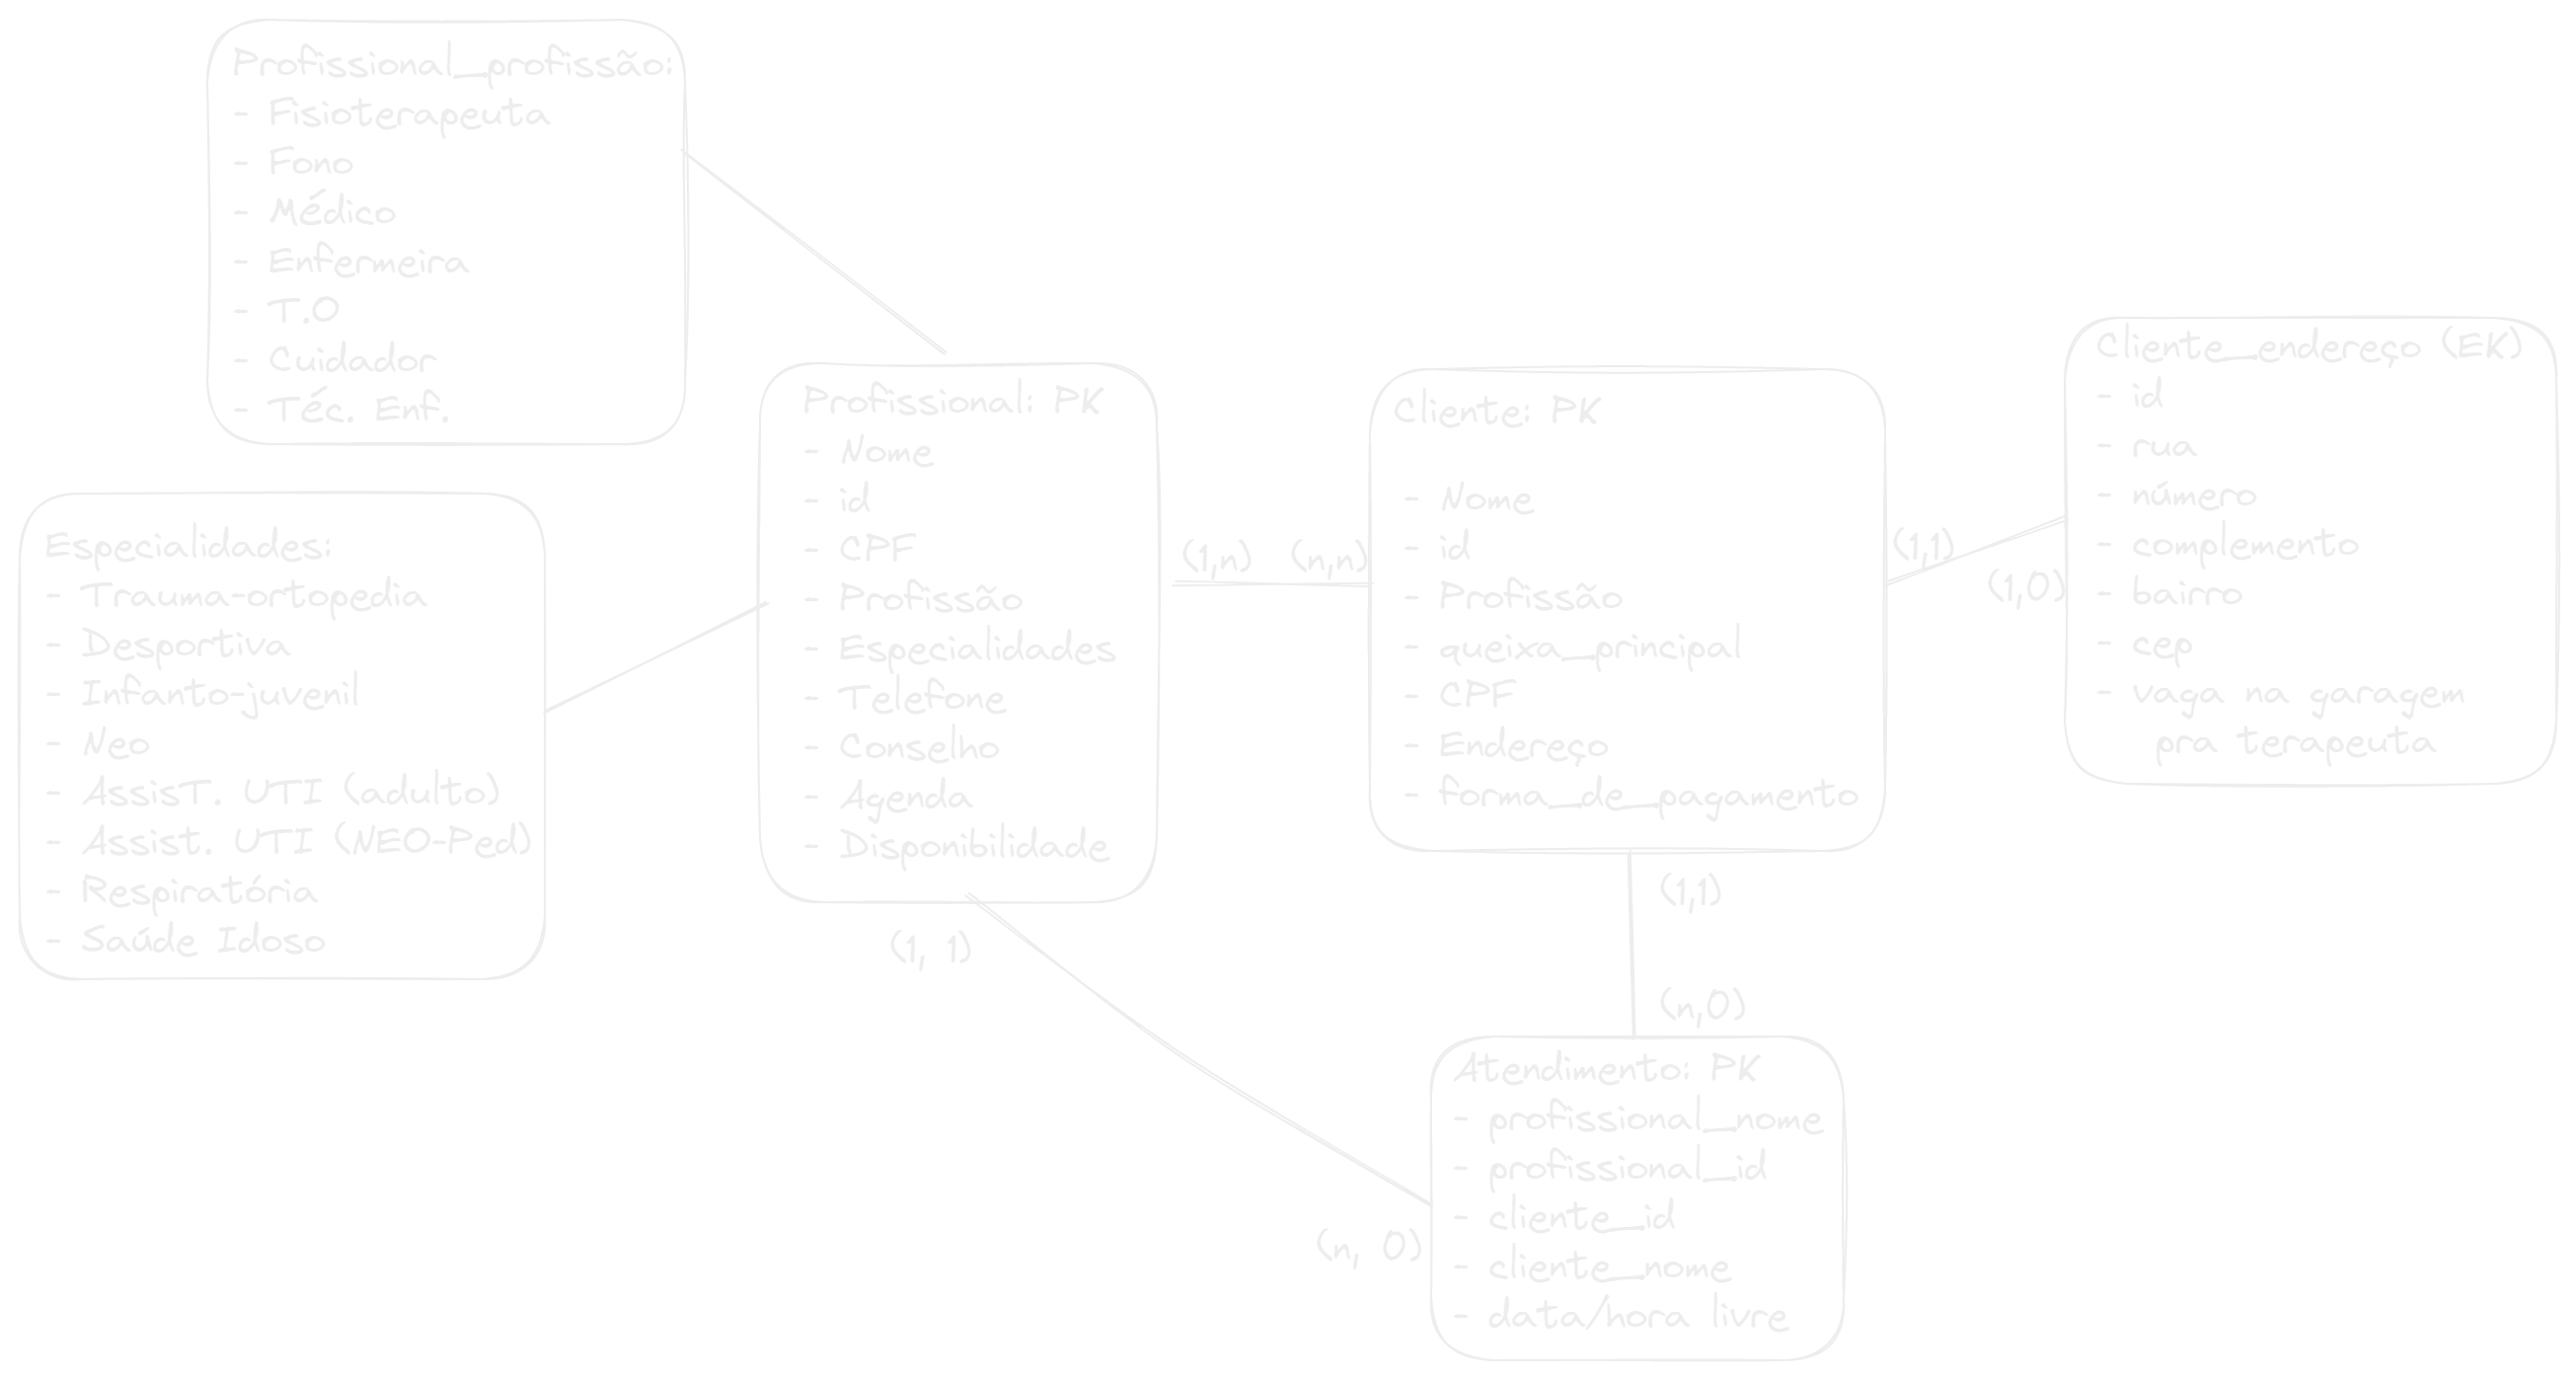 Profissional_profissão:
- Fisioterapeuta
- Fono
- Médico
- Enfermeira
- T.O
- Cuidador
- Téc. Enf.
Especialidades:
- Trauma-ortopedia
- Desportiva
- Infanto-juvenil
- Neo
- AssisT. UTI (adulto)
- Assist. UTI (NEO-Ped)
- Respiratória
- Saúde Idoso
Profissional: PK
- Nome
- id
- CPF
- Profissão
- Especialidades
- Telefone
- Conselho
- Agenda
- Disponibilidade
(1,n) (n,n)
Cliente: PK
- Nome
- id
- Profissão
- queixa_principal
- CPF
- Endereço
- forma_de_pagamento
(1,1)
(1,0)
Cliente_endereço (EK)
- id
- rua
- número
- complemento
- bairro
- cep
- vaga na garagem
pra terapeuta
(1, 1)
(n, 0)
(1,1)
(n,0)
Atendimento: PK
- profissional_nome
- profissional_id
- cliente_id
- cliente_nome
- data/hora livre